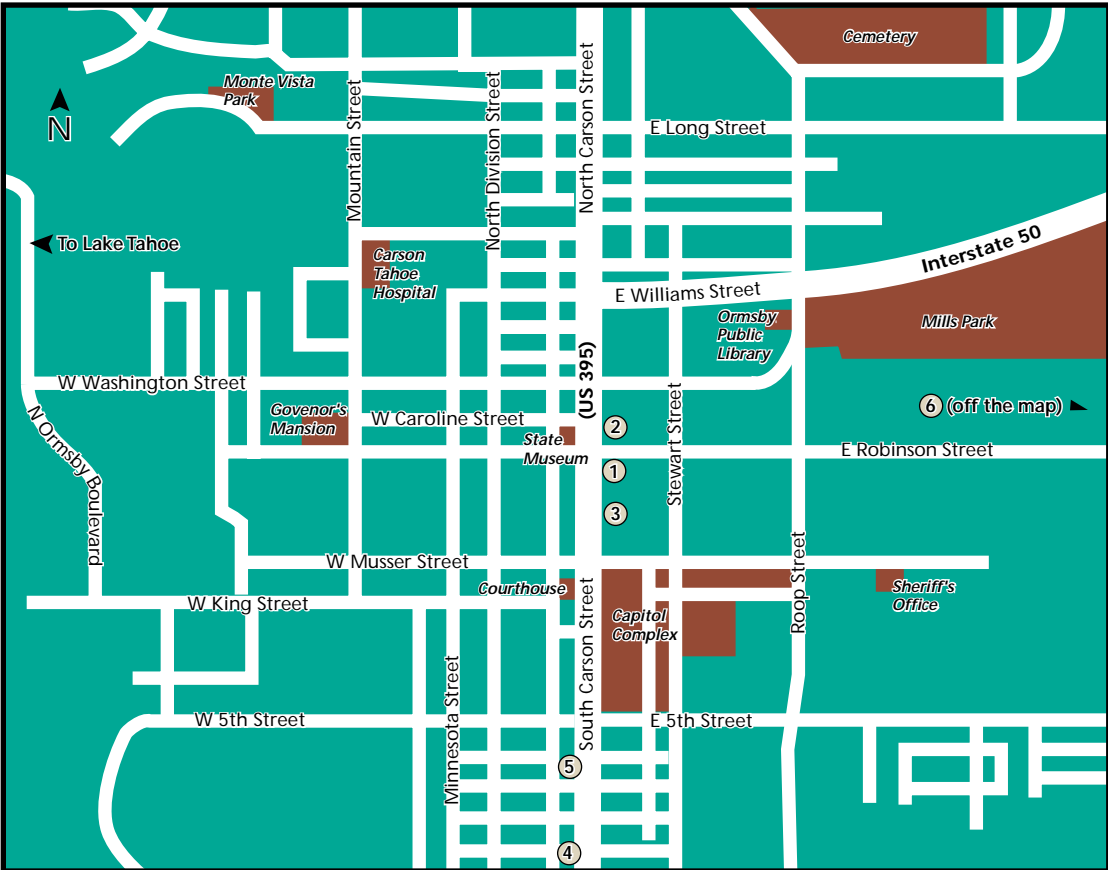 Cemetery
Monte Vista
Park
N
Mountain Street
North Division Street
North Carson Street
E Long Street
To Lake Tahoe
Carson
Tahoe
Hospital
Interstate 50
E Williams Street
Ormsby
Public
Library
Mills Park
(US 395)
W Washington Street
N Ormsby Boulevard
Govenor's
Mansion
W Caroline Street
State
Museum
Stewart Street
6 (off the map)
2
E Robinson Street
1
3
W Musser Street
Courthouse
W King Street
South Carson Street
Capitol
Complex
Roop Street
Sheriff's
Office
Minnesota Street
W 5th Street
E 5th Street
5
4